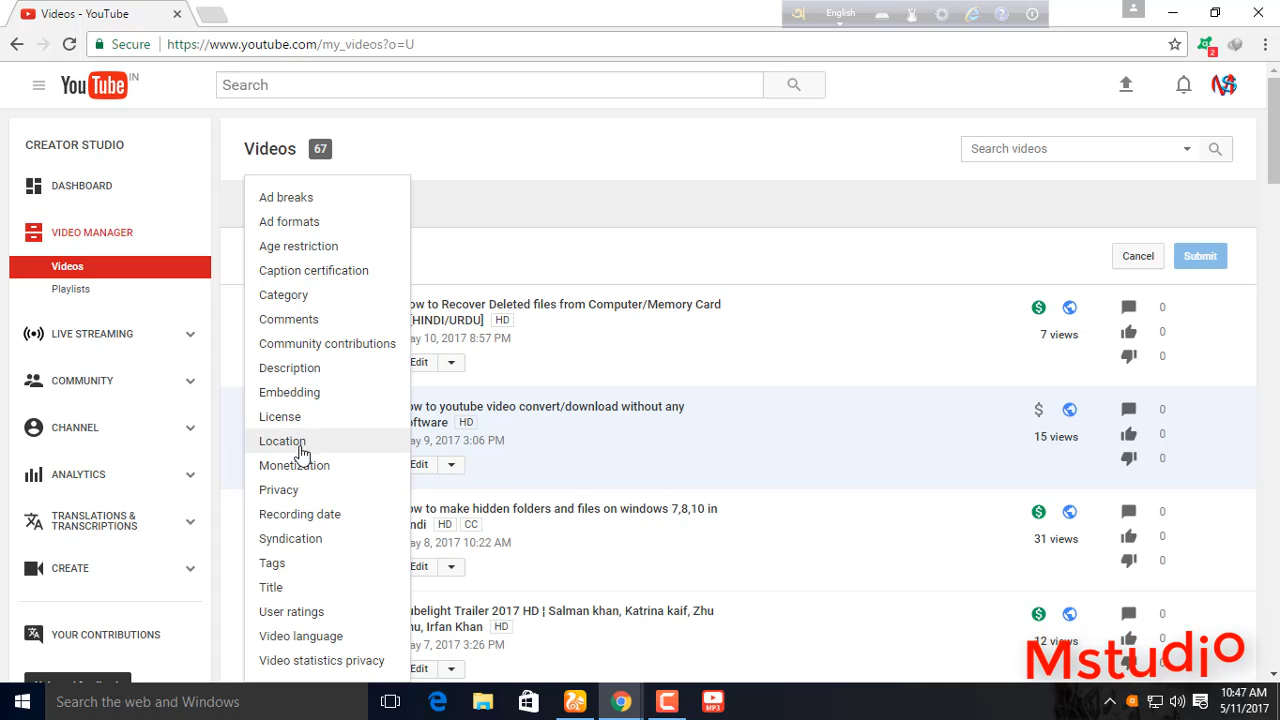 Videos - YouTube
English
Secure
https://www.youtube.com/my_videos?o=U
2
YouTube IN
Search
CREATOR STUDIO
DASHBOARD
VIDEO MANAGER
Videos
Playlists
LIVE STREAMING
COMMUNITY
CHANNEL
ANALYTICS
TRANSLATIONS &
TRANSCRIPTIONS
CREATE
YOUR CONTRIBUTIONS
Videos 67
Search videos
Cancel
Submit
Ad breaks
Ad formats
Age restriction
Caption certification
Category
Comments
Community contributions
Description
Embedding
License
Location
Monetization
Privacy
Recording date
Syndication
Tags
Title
User ratings
Video language
Video statistics privacy
ow to Recover Deleted files from Computer/Memory Card
[HINDI/URDU] HD
ay 10, 2017 8:57 PM
Edit
7 views
0
0
0
ow to youtube video convert/download without any
oftware HD
ay 9, 2017 3:06 PM
Edit
15 views
0
0
0
ow to make hidden folders and files on windows 7,8,10 in
ndi HD CC
ay 8, 2017 10:22 AM
Edit
31 views
0
0
0
ubelight Trailer 2017 HD | Salman khan, Katrina kaif, Zhu
hu, Irfan Khan HD
ay 7, 2017 3:26 PM
Edit
12 views
0
0
Mstudio
Search the web and Windows
MP3
10:47 AM
5/11/2017